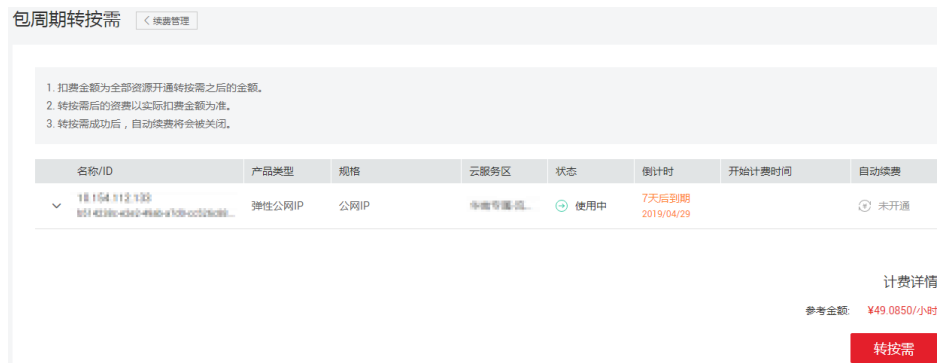 包周期转按需 < 续费管理
1. 扣费金额为全部资源开通转按需之后的金额。
2. 转按需后的资费以实际扣费金额为准。
3. 转按需成功后，自动续费将会被关闭。
名称/ID 产品类型 规格 云服务区 状态 倒计时 开始计费时间 自动续费
弹性公网IP 公网IP 使用中 7天后到期 未开通
2019/04/29
计费详情
参考金额: ¥49.0850/小时
转按需